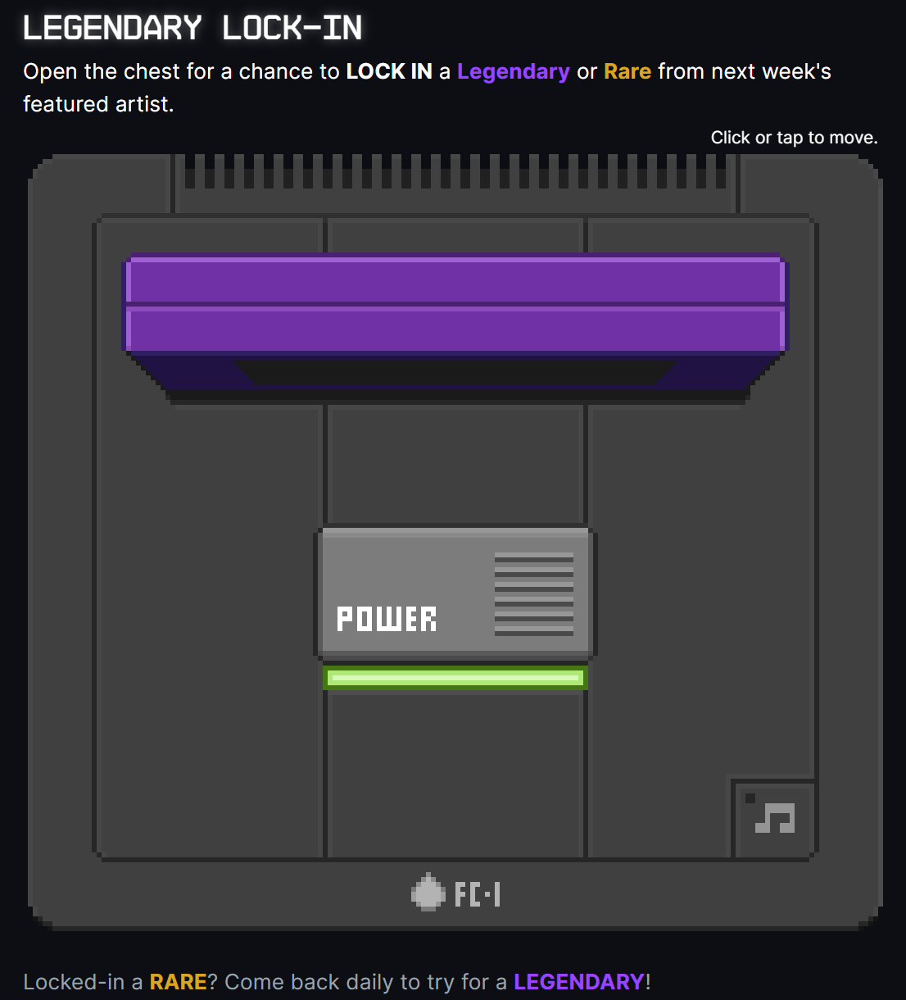 LEGENDARY LOCK-IN
Open the chest for a chance to LOCK IN a Legendary or Rare from next week's
featured artist.
Click or tap to move.
POWER
FC·1
Locked-in a RARE? Come back daily to try for a LEGENDARY!